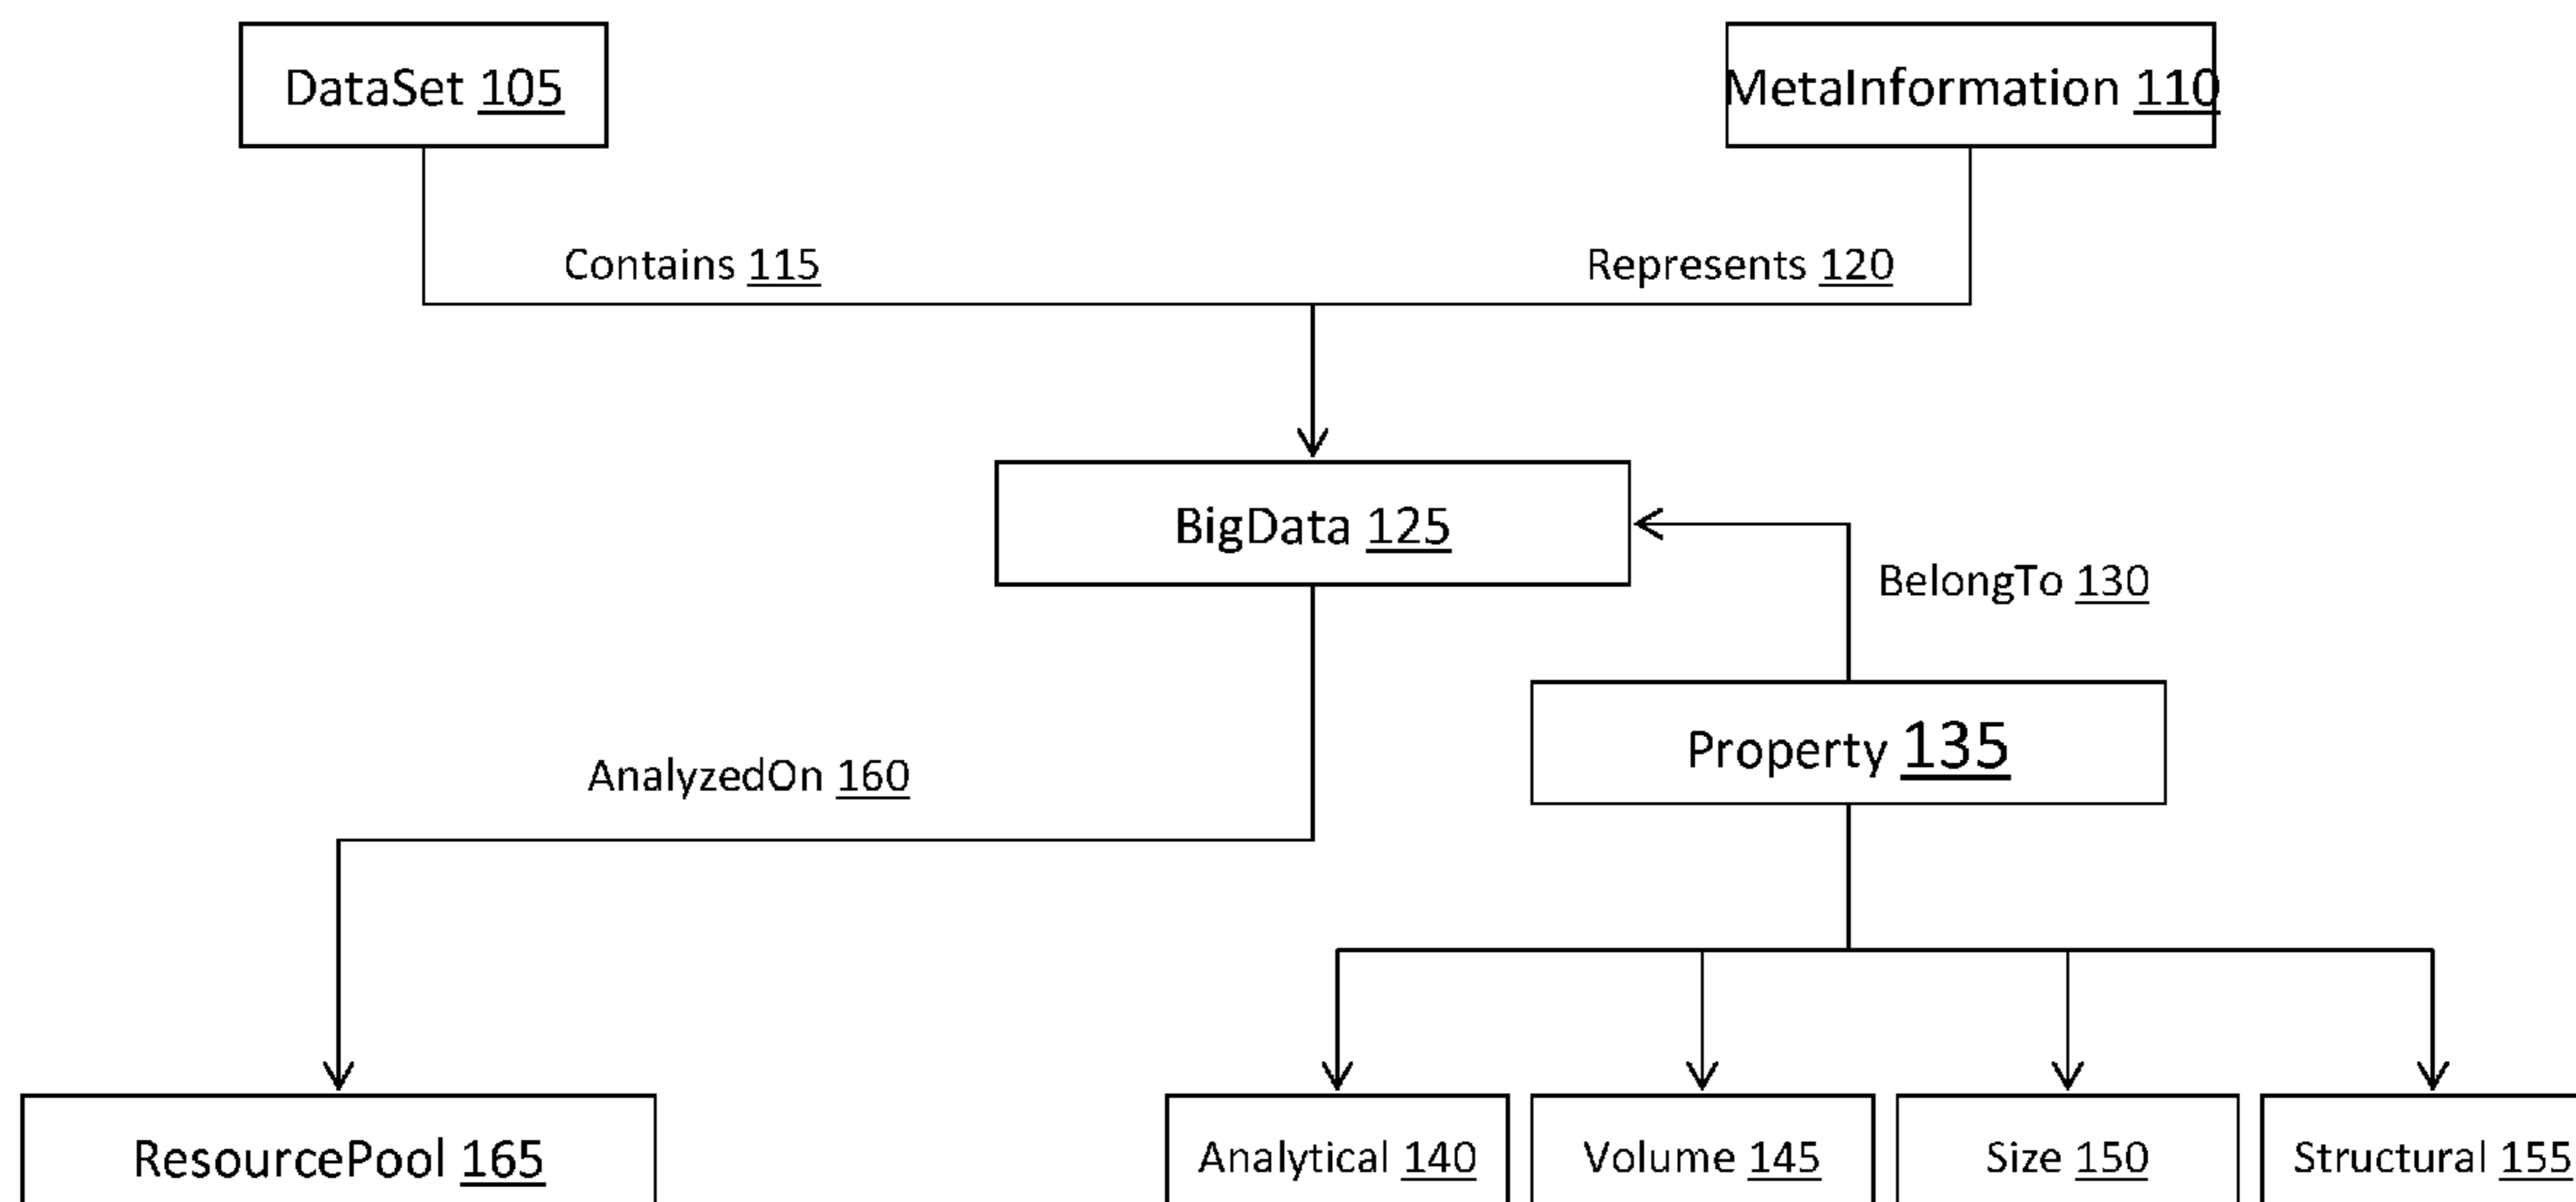 DataSet 105
MetaInformation 110
Contains 115
Represents 120
BigData 125
BelongTo 130
Property 135
AnalyzedOn 160
ResourcePool 165
Analytical 140
Volume 145
Size 150
Structural 155